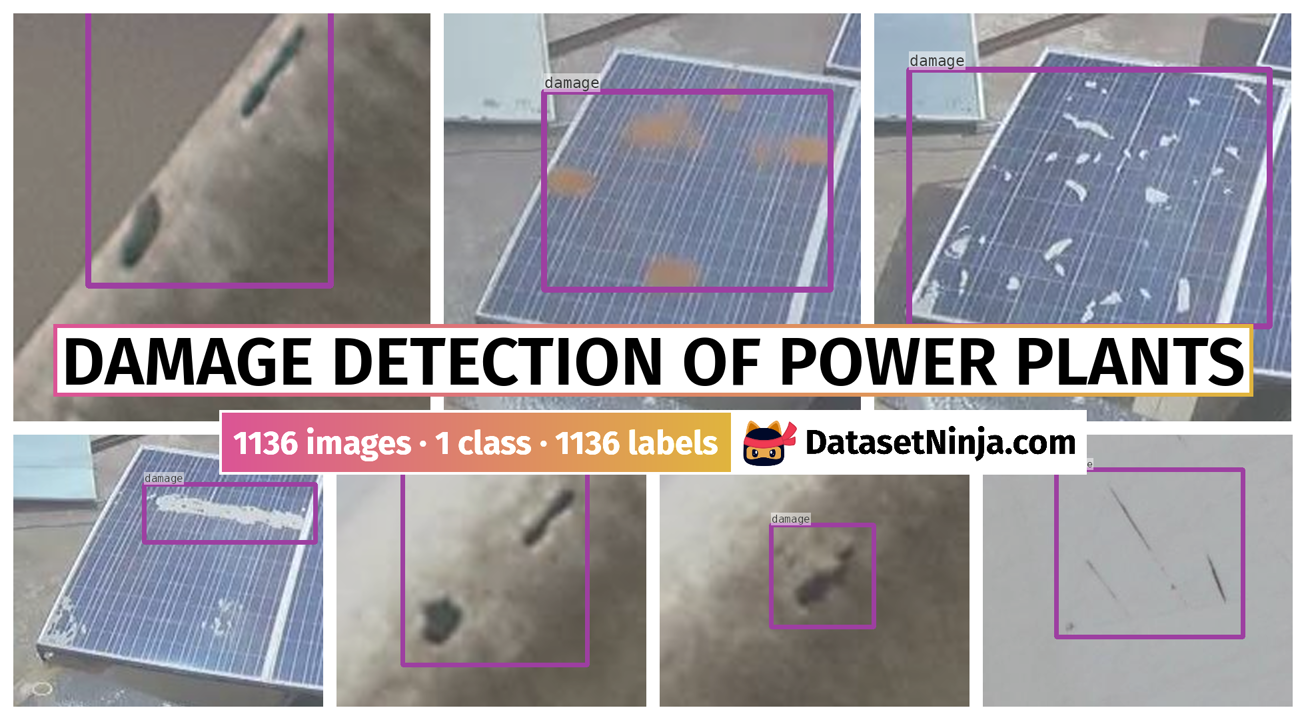 damage
damage
DAMAGE DETECTION OF POWER PLANTS
1136 images · 1 class · 1136 labels
DatasetNinja.com
damage
damage
e